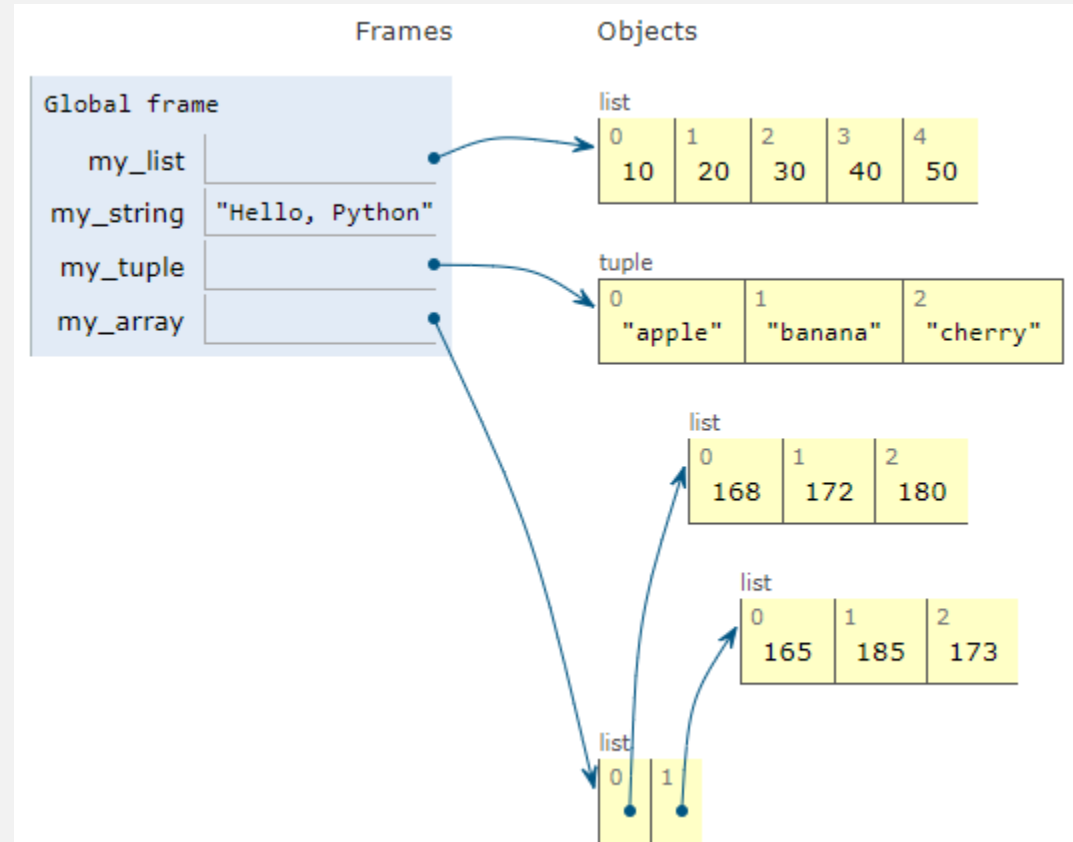 Frames Objects
Global frame
my_list
my_string "Hello, Python"
my_tuple
my_array
list
0 1 2 3 4
10 20 30 40 50
tuple
0 1 2
"apple" "banana" "cherry"
list
0 1 2
168 172 180
list
0 1 2
165 185 173
list
0 1